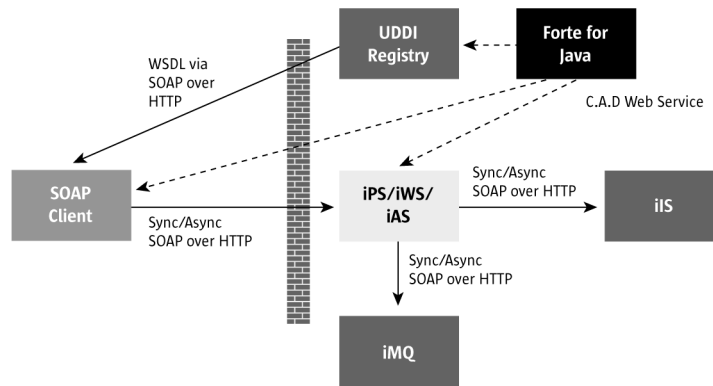 UDDI
Registry
Forte for
Java
WSDL via
SOAP over
HTTP
C.A.D Web Service
SOAP
Client
Sync/Async
SOAP over HTTP
iPS/iWS/
iAS
Sync/Async
SOAP over HTTP
iIS
Sync/Async
SOAP over HTTP
iMQ